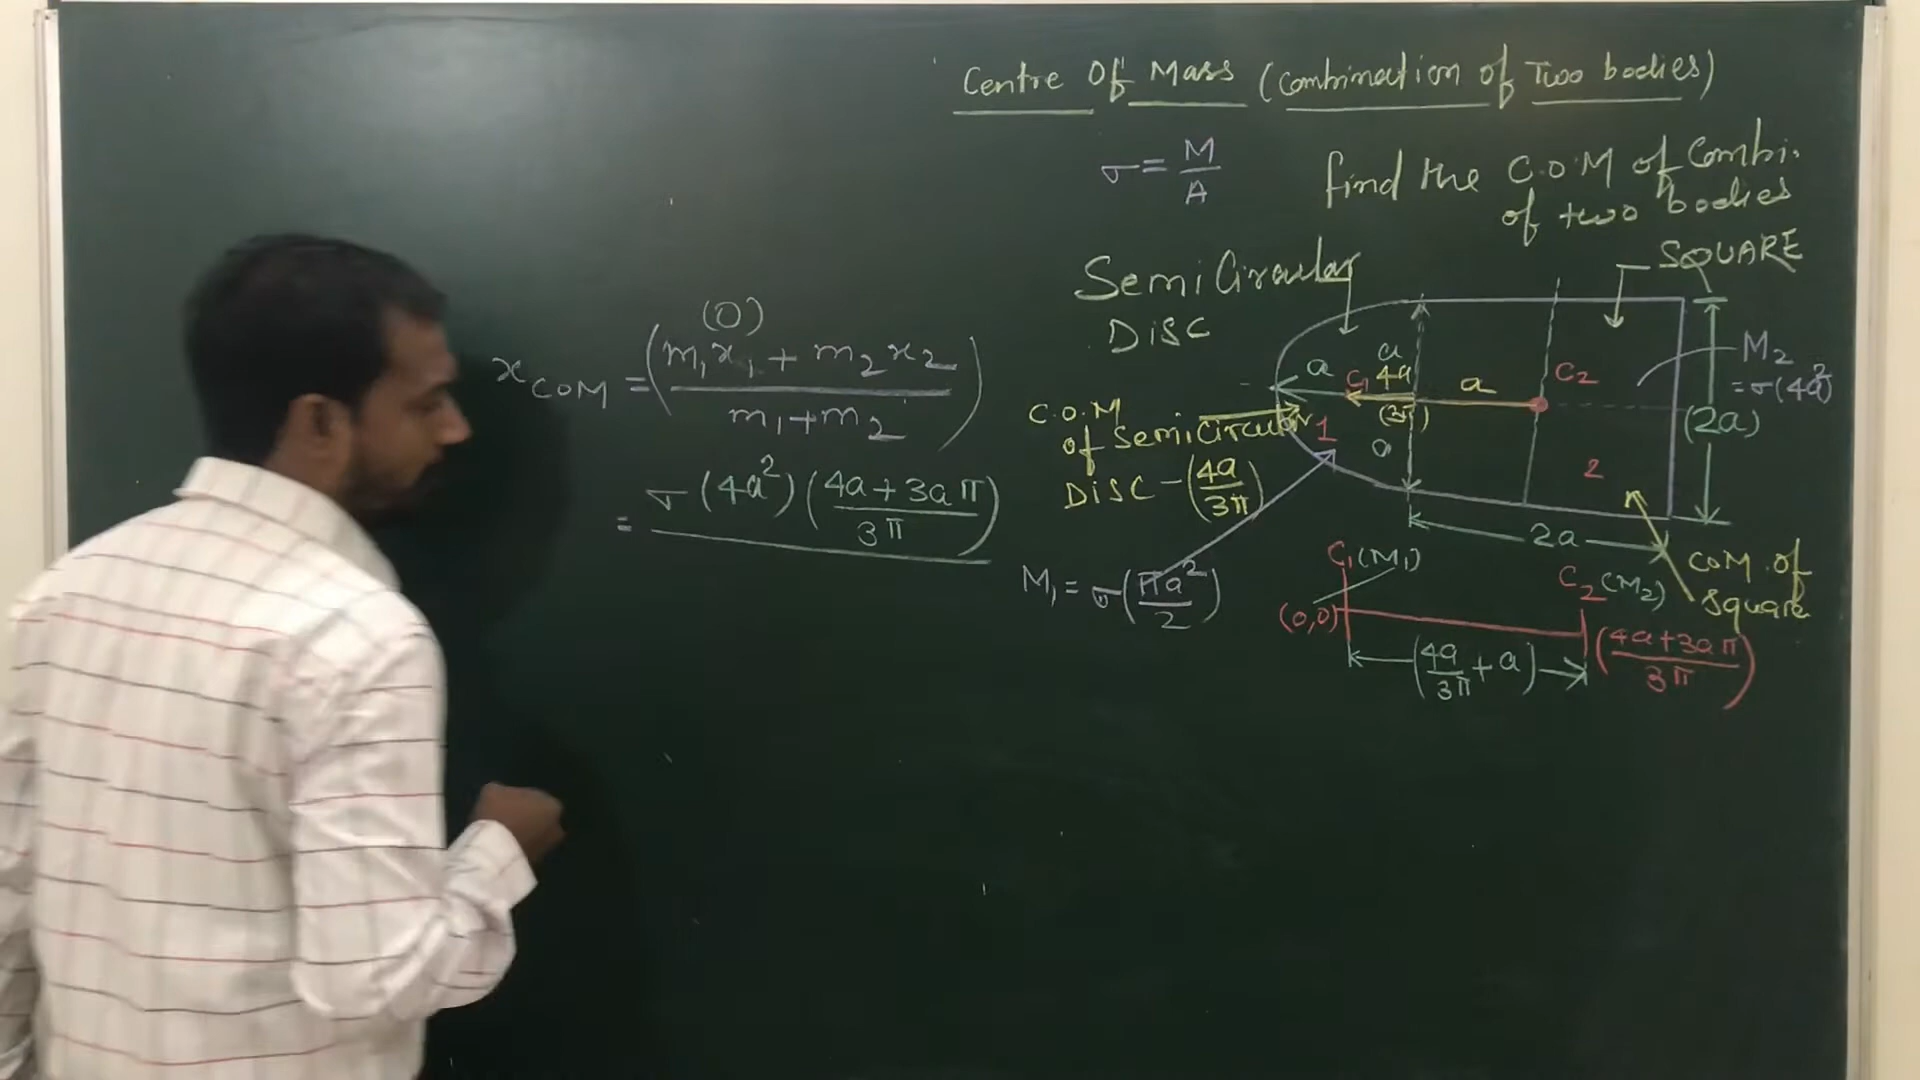 Centre Of Mass (Combination of Two bodies)
σ = M/A
find the C.O.M of Combi.
of two bodies
SQUARE
Semi Circular
DISC
(0)
x COM = (m₁x₁ + m₂x₂ / m₁+m₂)
= σ(4a²)(4a+3aπ / 3π)
a
a
4a
(3π)
a
a
C₁
C₂
1
2
M₂
= σ(4a²)
(2a)
2a
C.O.M
of Semicircular
DISC - (4a/3π)
M₁ = σ(πa²/2)
COM of
square
C₁(M₁)
C₂(M₂)
(0,0)
(4a/3π + a)
(4a+3aπ / 3π)